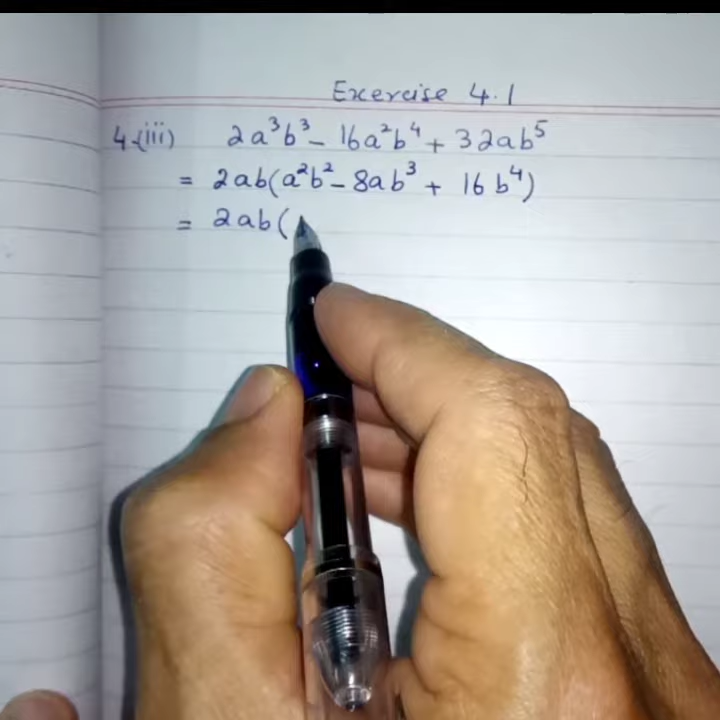 Exercise 4.1
4.(iii) 2a³b³ - 16a²b⁴ + 32ab⁵
= 2ab(a²b² - 8ab³ + 16b⁴)
= 2ab(